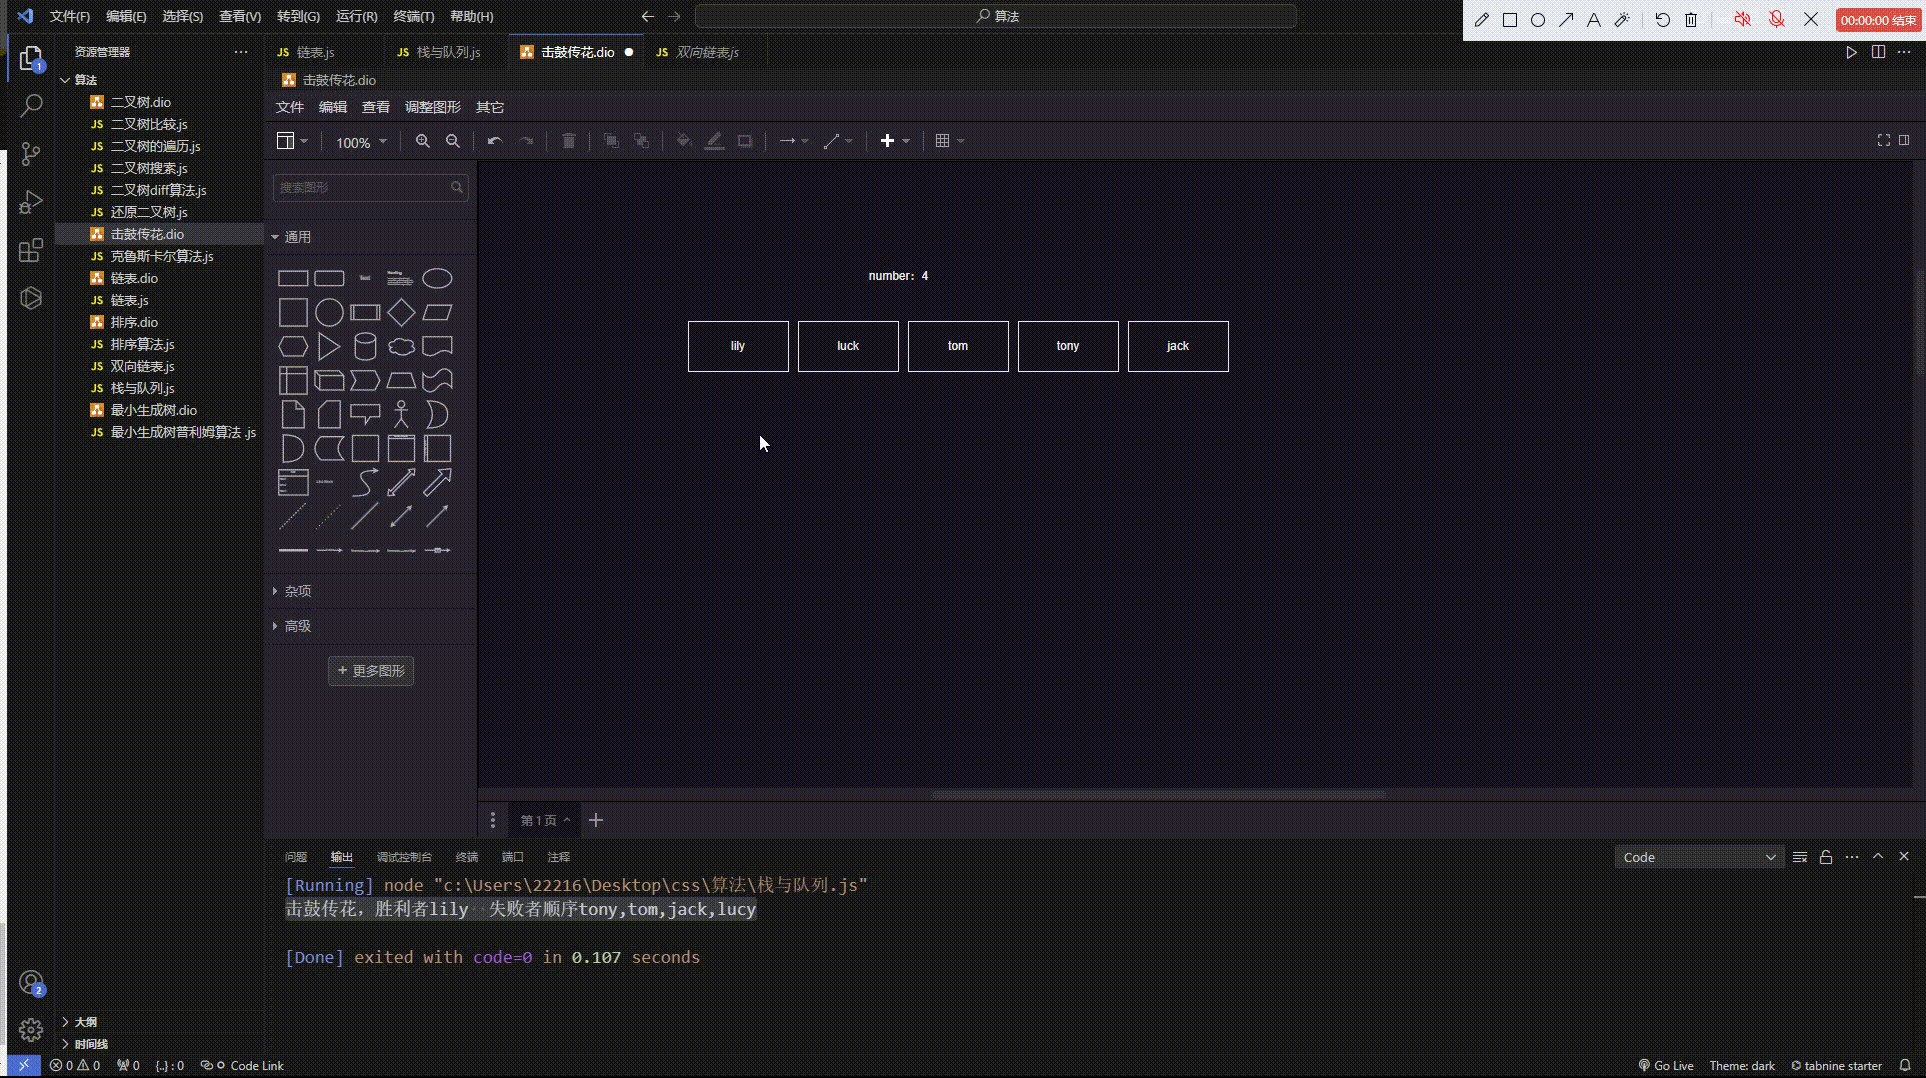 文件(F) 编辑(E) 选择(S) 查看(V) 转到(G) 运行(R) 终端(T) 帮助(H)
算法
00:00:00 结束
资源管理器
JS 链表.js
JS 栈与队列.js
击鼓传花.dio
JS 双向链表.js
算法
击鼓传花.dio
文件 编辑 查看 调整图形 其它
100%
搜索图形
通用
二叉树.dio
JS 二叉树比较.js
JS 二叉树的遍历.js
JS 二叉树搜素.js
JS 二叉树diff算法.js
JS 还原二叉树.js
击鼓传花.dio
JS 克鲁斯卡尔算法.js
链表.dio
JS 链表.js
排序.dio
JS 排序算法.js
JS 双向链表.js
JS 栈与队列.js
最小生成树.dio
JS 最小生成树普利姆算法 .js
number: 4
lily
luck
tom
tony
jack
杂项
高级
+ 更多图形
第 1 页
问题 输出 调试控制台 终端 端口 注释
Code
[Running] node "c:\Users\22216\Desktop\css\算法\栈与队列.js"
击鼓传花，胜利者lily  失败者顺序tony,tom,jack,lucy
[Done] exited with code=0 in 0.107 seconds
1
2
大纲
时间线
0 0 0 {..} : 0 Code Link
Go Live Theme: dark tabnine starter